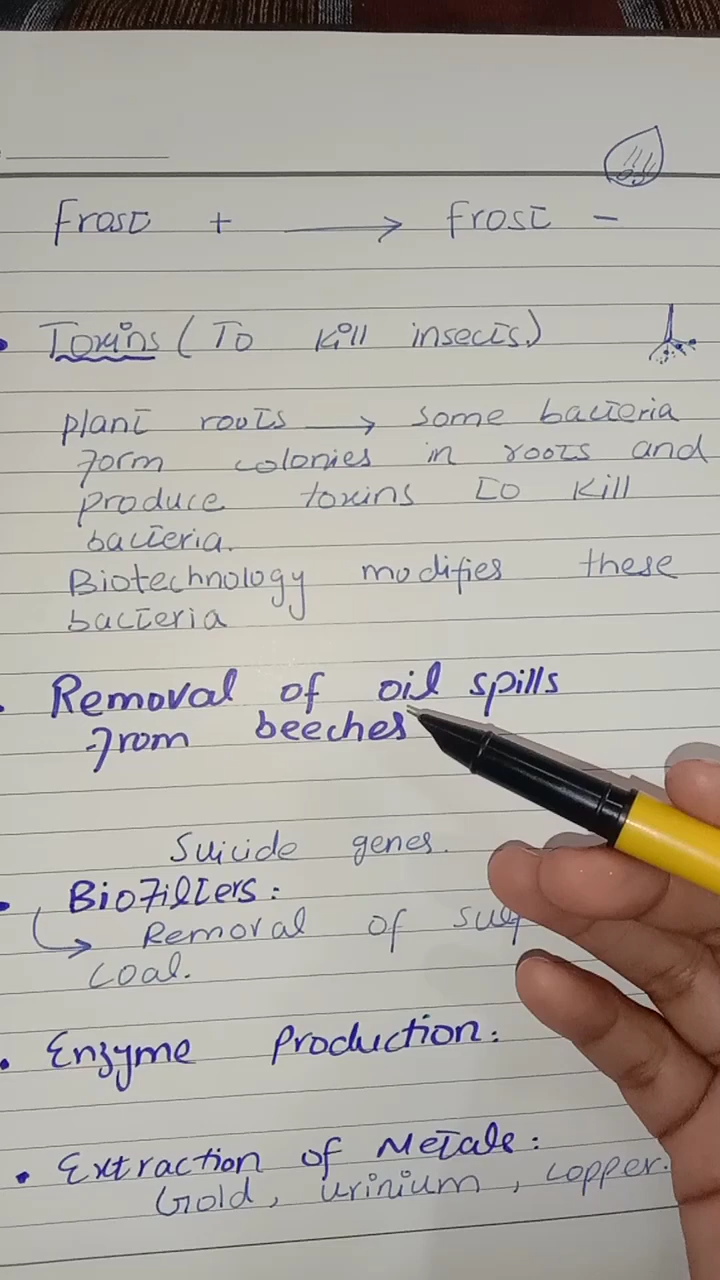 Frost + → frost -
• Toxins (To kill insects)
plant roots → some bacteria
form colonies in roots and
produce toxins to kill
bacteria.
Biotechnology modifies these
bacteria
• Removal of oil spills
from beeches
Suicide genes.
• BioFilters:
→ Removal of
coal.
• Enzyme Production:
• Extraction of Metals:
Gold, urinium, copper.